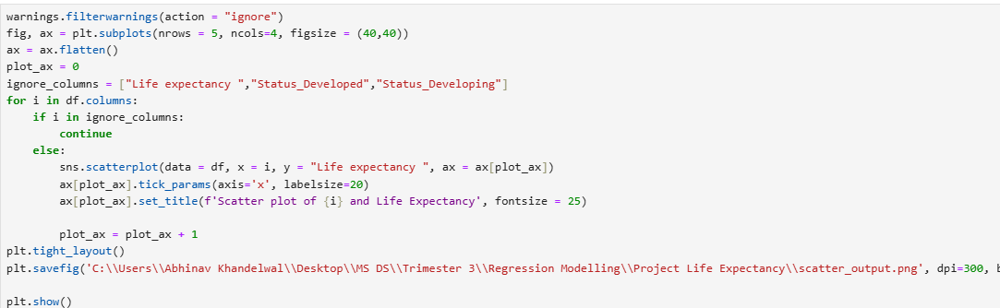 warnings.filterwarnings(action = "ignore")
fig, ax = plt.subplots(nrows = 5, ncols=4, figsize = (40,40))
ax = ax.flatten()
plot_ax = 0
ignore_columns = ["Life expectancy ","Status_Developed","Status_Developing"]
for i in df.columns:
    if i in ignore_columns:
        continue
    else:
        sns.scatterplot(data = df, x = i, y = "Life expectancy ", ax = ax[plot_ax])
        ax[plot_ax].tick_params(axis='x', labelsize=20)
        ax[plot_ax].set_title(f'Scatter plot of {i} and Life Expectancy', fontsize = 25)
        plot_ax = plot_ax + 1
plt.tight_layout()
plt.savefig('C:\\Users\\Abhinav Khandelwal\\Desktop\\MS DS\\Trimester 3\\Regression Modelling\\Project Life Expectancy\\scatter_output.png', dpi=300,
plt.show()